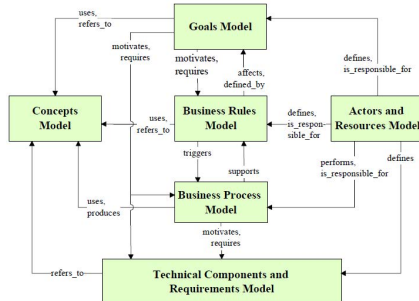 uses,
refers_to
Goals Model
motivates,
requires
motivates,
requires
affects,
defined_by
defines,
is_responsible_for
Concepts
Model
uses,
refers_to
Business Rules
Model
defines,
is_respon-
sible_for
Actors and
Resources Model
triggers
supports
performs,
is_responsible_for
defines
uses,
produces
Business Process
Model
motivates,
requires
refers_to
Technical Components and
Requirements Model